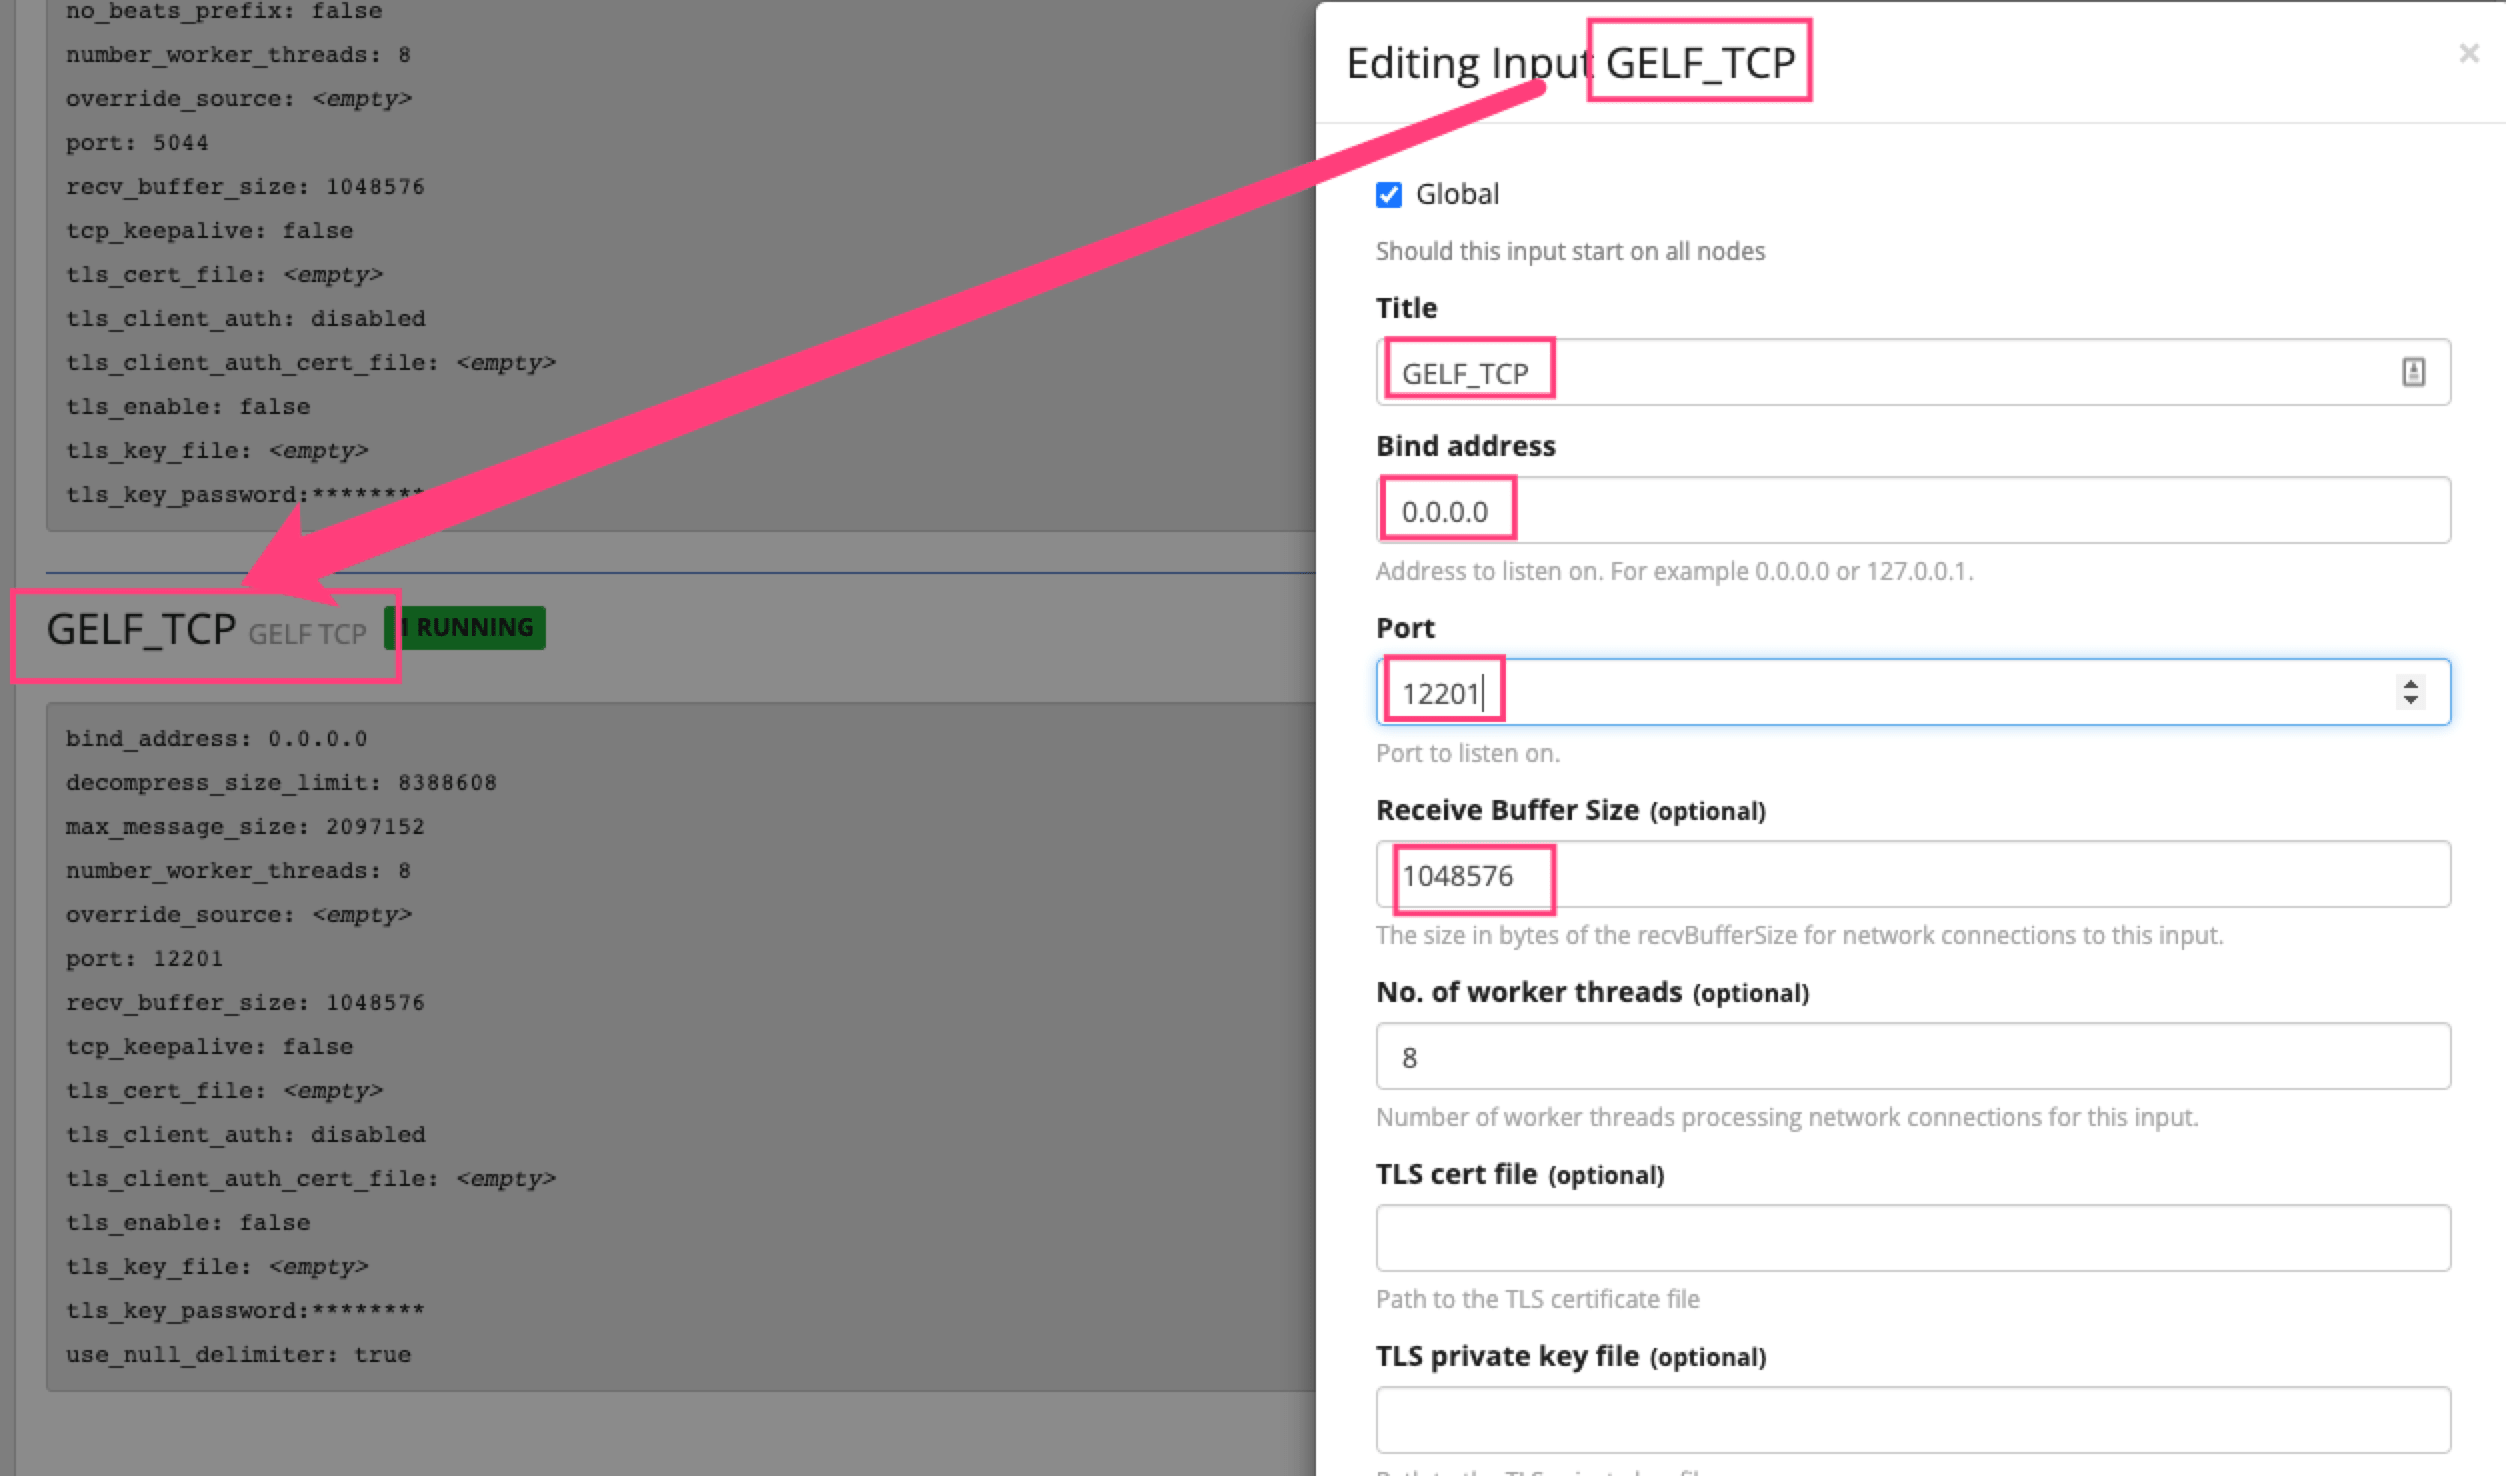 no_beats_prefix: false
number_worker_threads: 8
override_source: <empty>
port: 5044
recv_buffer_size: 1048576
tcp_keepalive: false
tls_cert_file: <empty>
tls_client_auth: disabled
tls_client_auth_cert_file: <empty>
tls_enable: false
tls_key_file: <empty>
tls_key_password:********
GELF_TCP GELF TCP 1 RUNNING
bind_address: 0.0.0.0
decompress_size_limit: 8388608
max_message_size: 2097152
number_worker_threads: 8
override_source: <empty>
port: 12201
recv_buffer_size: 1048576
tcp_keepalive: false
tls_cert_file: <empty>
tls_client_auth: disabled
tls_client_auth_cert_file: <empty>
tls_enable: false
tls_key_file: <empty>
tls_key_password:********
use_null_delimiter: true
Editing Input GELF_TCP
Global
Should this input start on all nodes
Title
GELF_TCP
Bind address
0.0.0.0
Address to listen on. For example 0.0.0.0 or 127.0.0.1.
Port
12201
Port to listen on.
Receive Buffer Size (optional)
1048576
The size in bytes of the recvBufferSize for network connections to this input.
No. of worker threads (optional)
8
Number of worker threads processing network connections for this input.
TLS cert file (optional)
Path to the TLS certificate file
TLS private key file (optional)